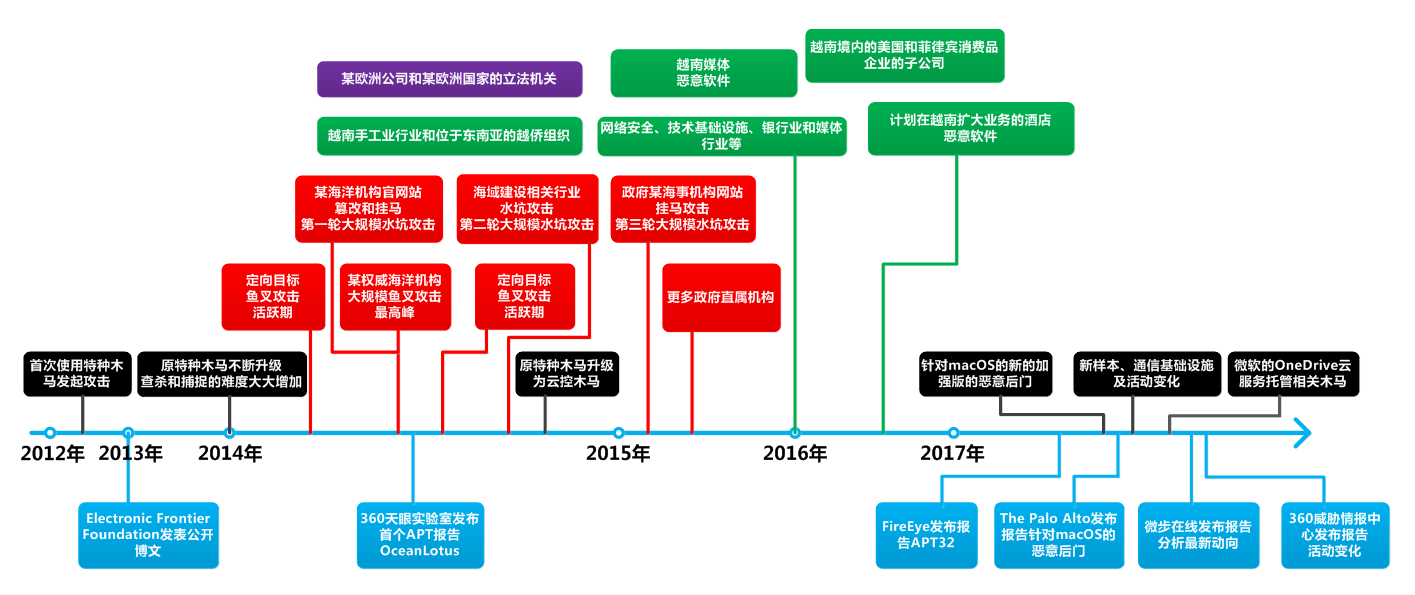 越南境内的美国和菲律宾消费品
企业的子公司
越南媒体
恶意软件
某欧洲公司和某欧洲国家的立法机关
计划在越南扩大业务的酒店
恶意软件
越南手工业行业和位于东南亚的越侨组织
网络安全、技术基础设施、银行业和媒体
行业等
某海洋机构官网站
篡改和挂马
第一轮大规模水坑攻击
海域建设相关行业
水坑攻击
第二轮大规模水坑攻击
政府某海事机构网站
挂马攻击
第三轮大规模水坑攻击
定向目标
鱼叉攻击
活跃期
某权威海洋机构
大规模鱼叉攻击
最高峰
定向目标
鱼叉攻击
活跃期
更多政府直属机构
首次使用特种木
马发起攻击
原特种木马不断升级
查杀和捕捉的难度大大增加
原特种木马升级
为云控木马
针对macOS的新的加
强版的恶意后门
新样本、通信基础设施
及活动变化
微软的OneDrive云
服务托管相关木马
2012年
2013年
2014年
2015年
2016年
2017年
Electronic Frontier
Foundation发表公开
博文
360天眼实验室发布
首个APT报告
OceanLotus
FireEye发布报
告APT32
The Palo Alto发布
报告针对macOS的
恶意后门
微步在线发布报告
分析最新动向
360威胁情报中
心发布报告
活动变化